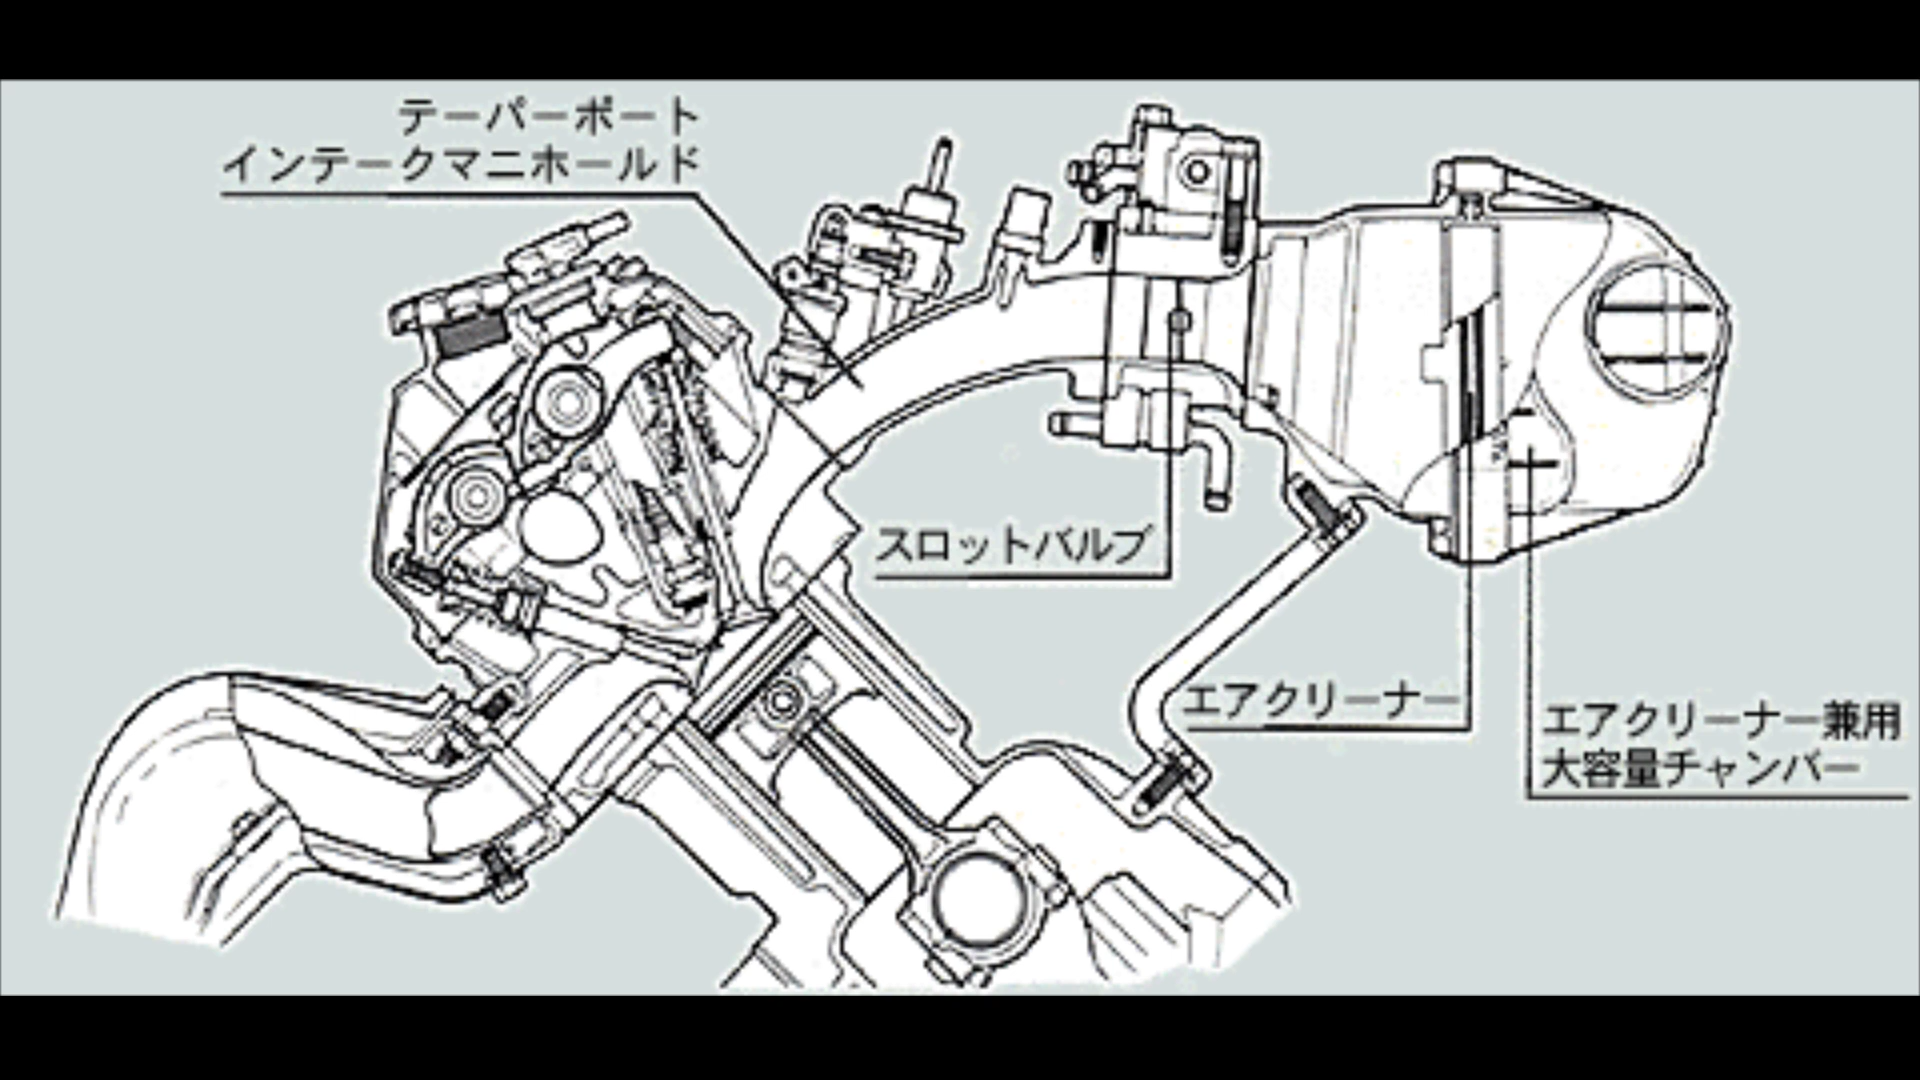 テーパーポート
インテークマニホールド
スロットバルブ
エアクリーナー
エアクリーナー兼用
大容量チャンバー